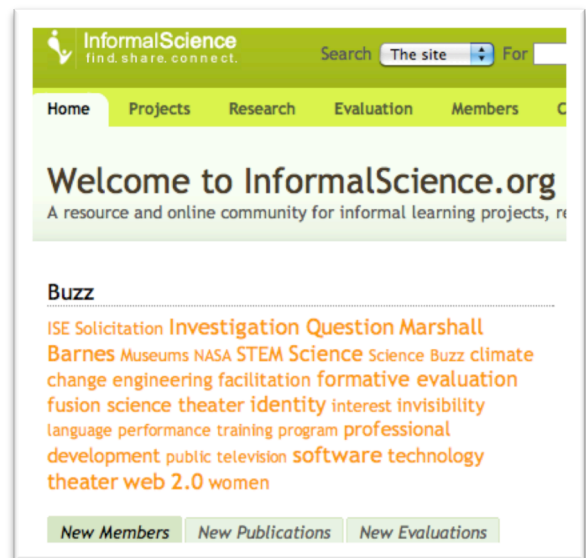 InformalScience
find. share. connect.
Search The site For
Home Projects Research Evaluation Members C
Welcome to InformalScience.org
A resource and online community for informal learning projects, re
Buzz
ISE Solicitation Investigation Question Marshall
Barnes Museums NASA STEM Science Science Buzz climate
change engineering facilitation formative evaluation
fusion science theater identity interest invisibility
language performance training program professional
development public television software technology
theater web 2.0 women
New Members New Publications New Evaluations